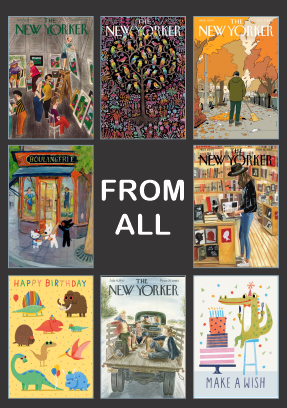 THE
NEW YORKER
THE
NEW YORKER
THE
NEW YORKER
BOULANGERIE
FROM
ALL
THE
NEW YORKER
HAPPY BIRTHDAY
THE
NEW YORKER
MAKE A WISH